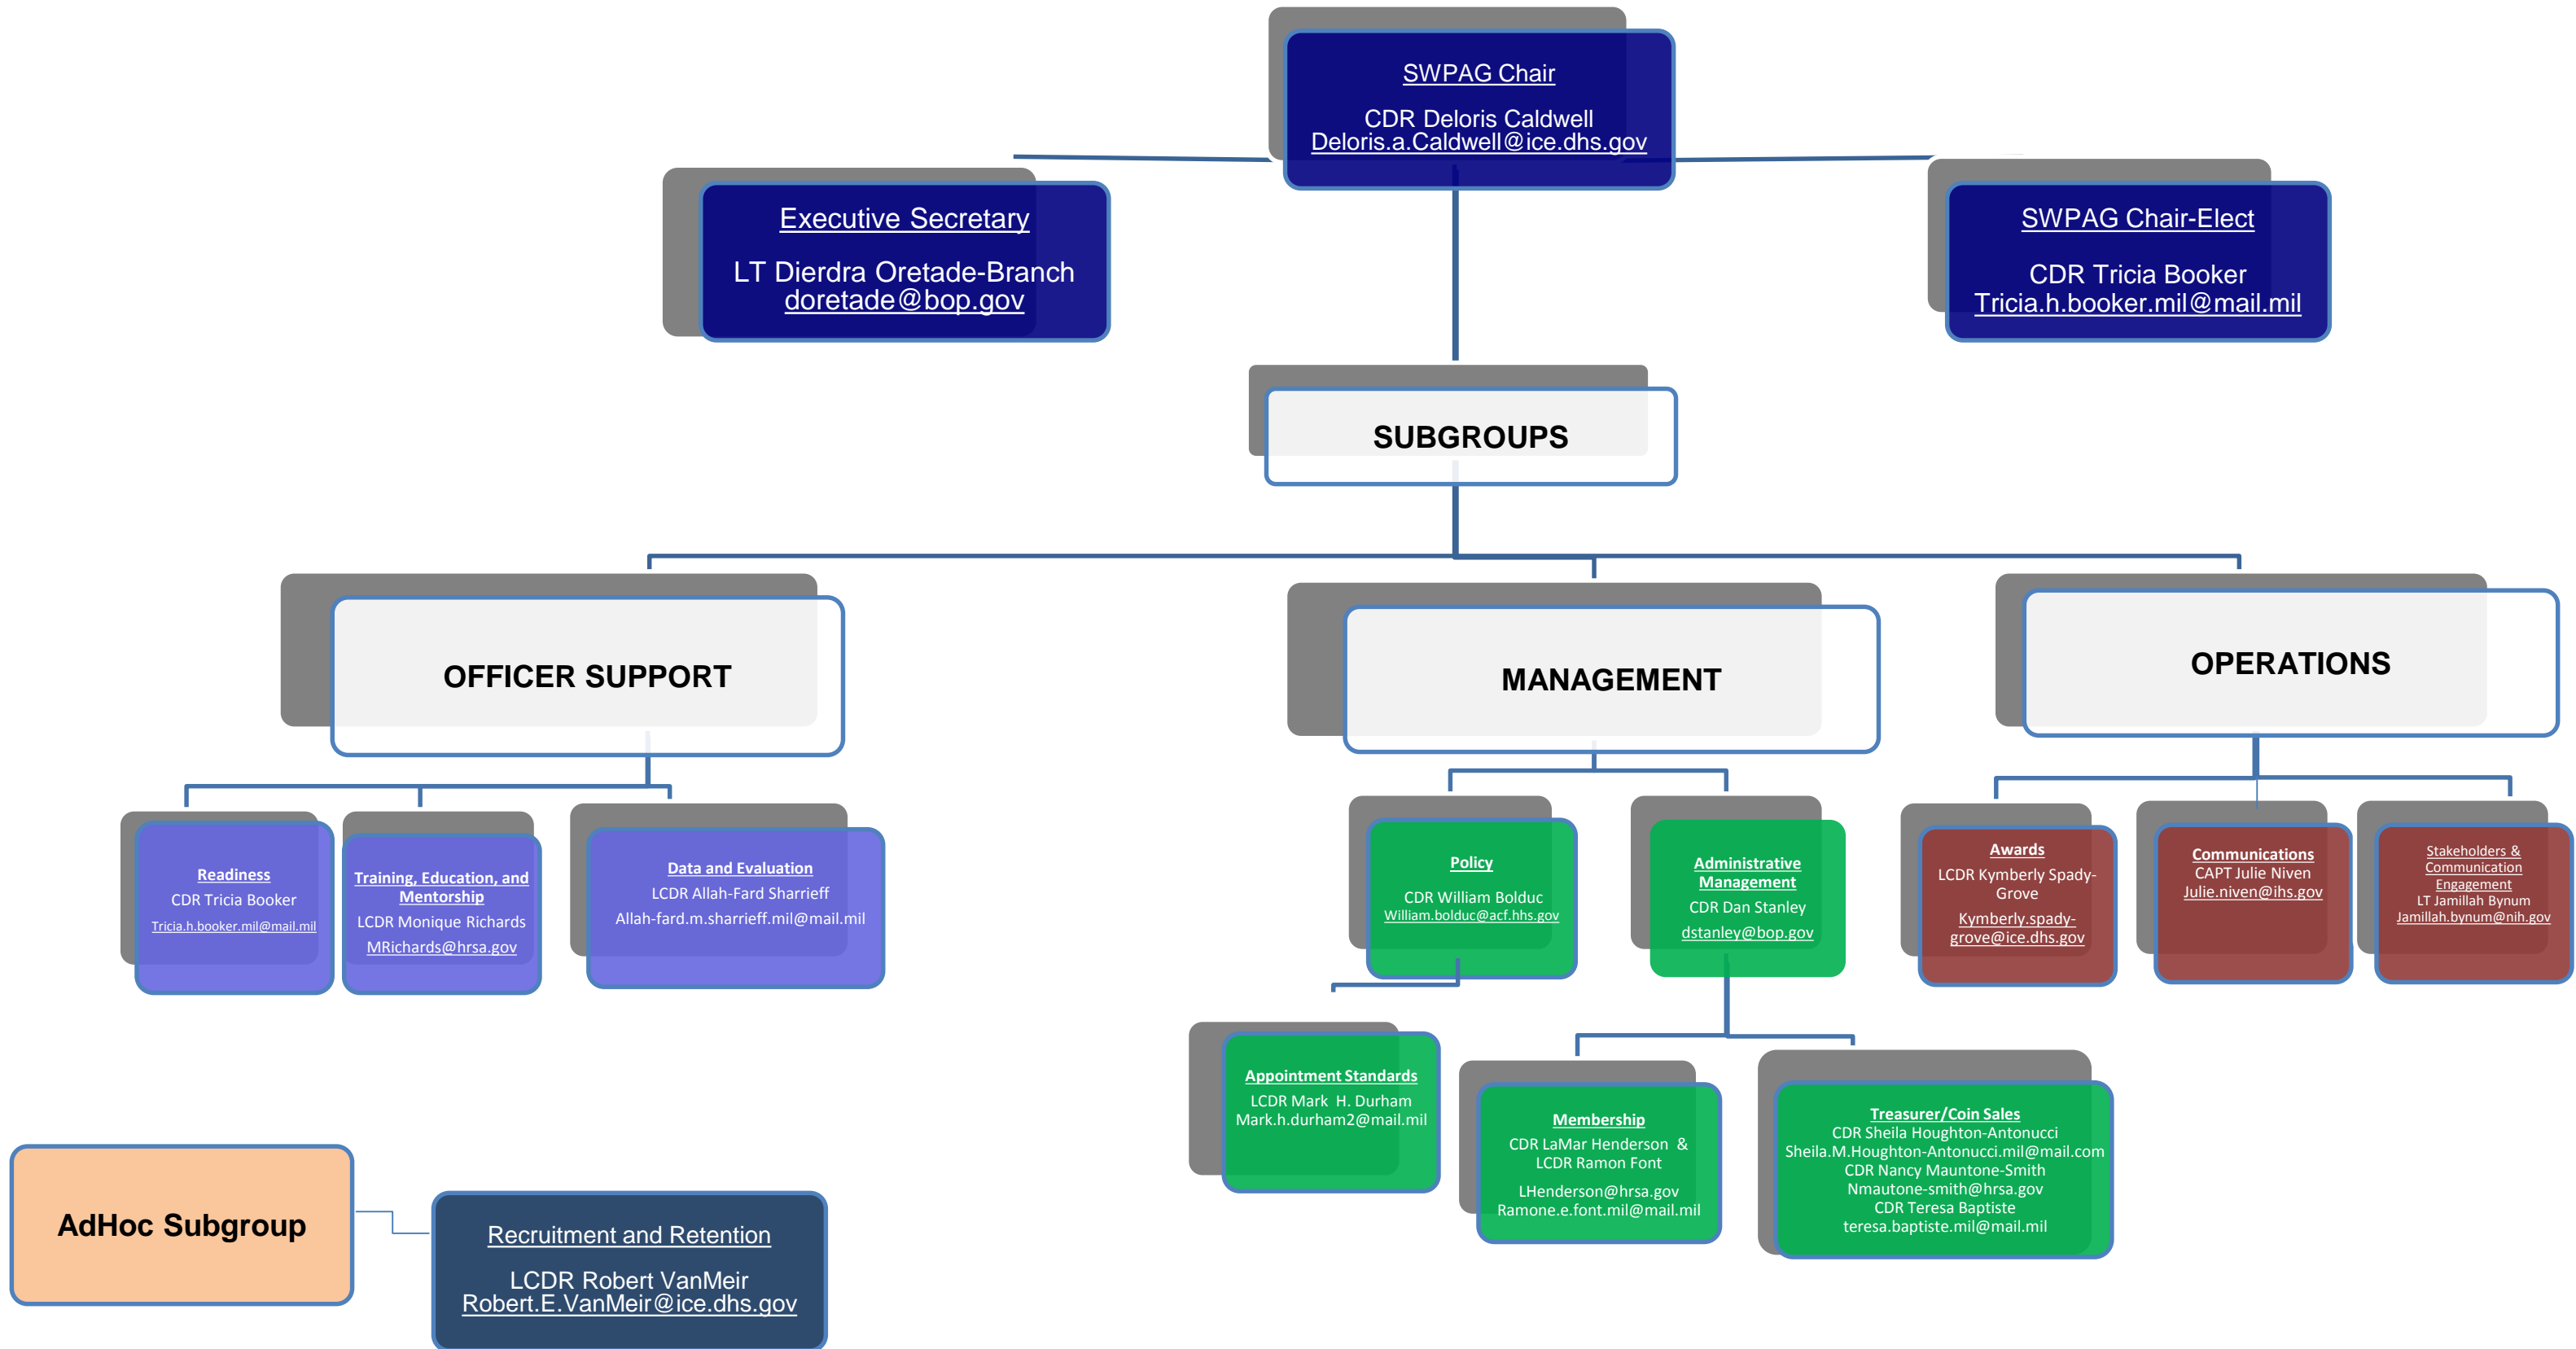 SWPAG Chair
CDR Deloris Caldwell
Deloris.a.Caldwell@ice.dhs.gov
Executive Secretary
LT Dierdra Oretade-Branch
doretade@bop.gov
SWPAG Chair-Elect
CDR Tricia Booker
Tricia.h.booker.mil@mail.mil
SUBGROUPS
OFFICER SUPPORT
MANAGEMENT
OPERATIONS
Readiness
CDR Tricia Booker
Tricia.h.booker.mil@mail.mil
Training, Education, and
Mentorship
LCDR Monique Richards
MRichards@hrsa.gov
Data and Evaluation
LCDR Allah-Fard Sharrieff
Allah-fard.m.sharrieff.mil@mail.mil
Policy
CDR William Bolduc
William.bolduc@acf.hhs.gov
Administrative
Management
CDR Dan Stanley
dstanley@bop.gov
Awards
LCDR Kymberly Spady-
Grove
Kymberly.spady-
grove@ice.dhs.gov
Communications
CAPT Julie Niven
Julie.niven@ihs.gov
Stakeholders &
Communication
Engagement
LT Jamillah Bynum
Jamillah.bynum@nih.gov
Appointment Standards
LCDR Mark  H. Durham
Mark.h.durham2@mail.mil
Membership
CDR LaMar Henderson  &
LCDR Ramon Font
LHenderson@hrsa.gov
Ramone.e.font.mil@mail.mil
Treasurer/Coin Sales
CDR Sheila Houghton-Antonucci
Sheila.M.Houghton-Antonucci.mil@mail.com
CDR Nancy Mauntone-Smith
Nmautone-smith@hrsa.gov
CDR Teresa Baptiste
teresa.baptiste.mil@mail.mil
AdHoc Subgroup
Recruitment and Retention
LCDR Robert VanMeir
Robert.E.VanMeir@ice.dhs.gov